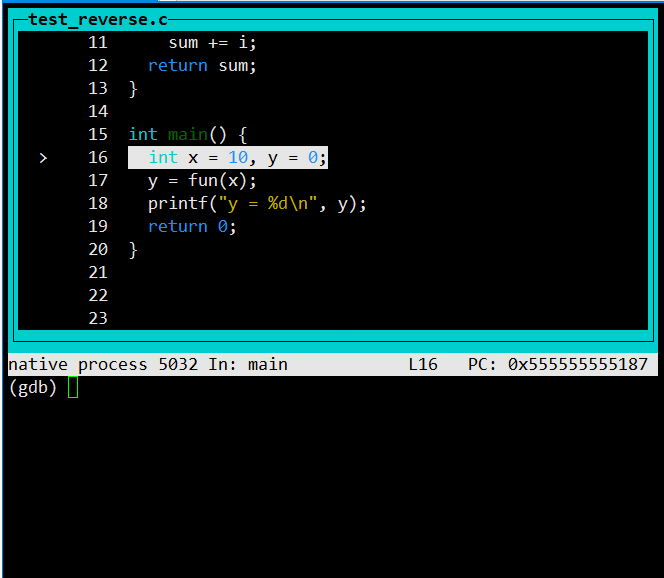 test_reverse.c
11      sum += i;
12    return sum;
13  }
14
15  int main() {
>    16    int x = 10, y = 0;
17    y = fun(x);
18    printf("y = %d\n", y);
19    return 0;
20  }
21
22
23
native process 5032 In: main            L16   PC: 0x555555555187
(gdb)